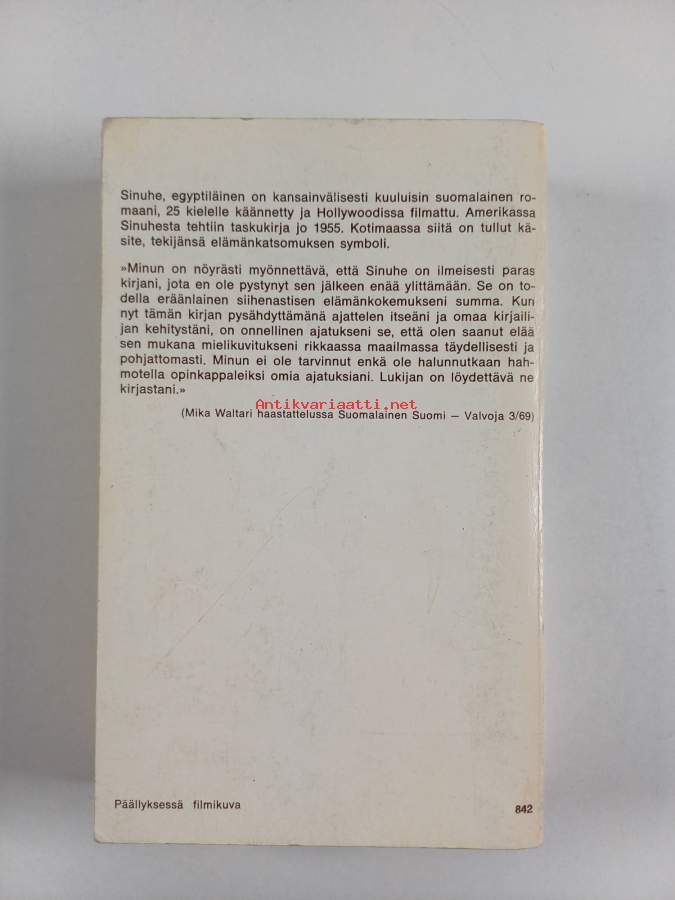 Sinuhe, egyptiläinen on kansainvälisesti kuuluisin suomalainen ro-
maani, 25 kielelle käännetty ja Hollywoodissa filmattu. Amerikassa
Sinuhesta tehtiin taskukirja jo 1955. Kotimaassa siitä on tullut kä-
site, tekijänsä elämänkatsomuksen symboli.
»Minun on nöyrästi myönnettävä, että Sinuhe on ilmeisesti paras
kirjani, jota en ole pystynyt sen jälkeen enää ylittämään. Se on to-
della eräänlainen siihenastisen elämänkokemukseni summa. Kun
nyt tämän kirjan pysähdyttämänä ajattelen itseäni ja omaa kirjaili-
jan kehitystäni, on onnellinen ajatukseni se, että olen saanut elää
sen mukana mielikuvitukseni rikkaassa maailmassa täydellisesti ja
pohjattomasti. Minun ei ole tarvinnut enkä ole halunnutkaan hah-
motella opinkappaleiksi omia ajatuksiani. Lukijan on löydettävä ne
kirjastani.»
Antikvariaatti.net
(Mika Waltari haastattelussa Suomalainen Suomi – Valvoja 3/69)
Päällyksessä filmikuva
842